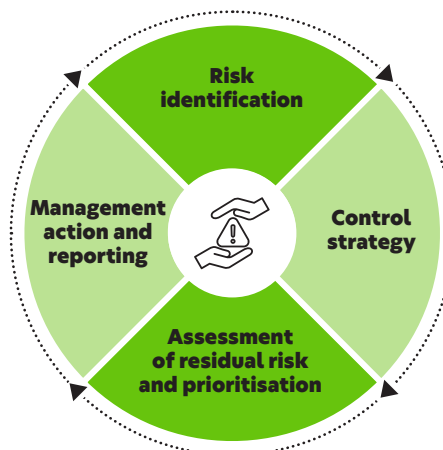 Risk
identification
Control
strategy
Assessment
of residual risk
and prioritisation
Management
action and
reporting